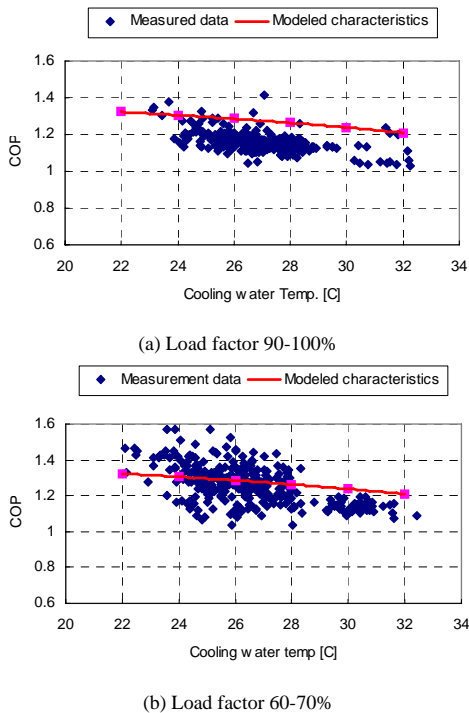 Measured data Modeled characteristics
1.6
1.4
1.2
1
0.8
0.6
COP
20 22 24 26 28 30 32 34
Cooling water Temp. [C]
(a) Load factor 90-100%
Measurement data Modeled characteristics
1.6
1.4
1.2
1
0.8
0.6
COP
20 22 24 26 28 30 32 34
Cooling water temp [C]
(b) Load factor 60-70%